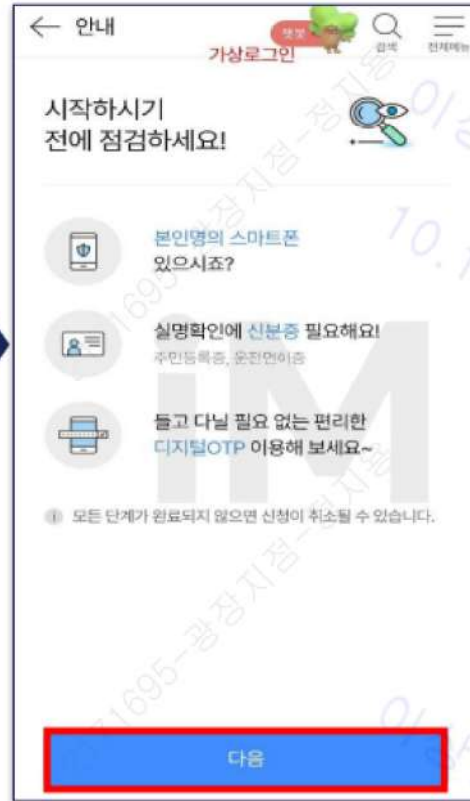 ← 안내
챗봇
검색
전체메뉴
가상로그인
시작하시기
전에 점검하세요!
본인명의 스마트폰
있으시죠?
실명확인에 신분증 필요해요!
주민등록증, 운전면허증
들고 다닐 필요 없는 편리한
디지털OTP 이용해 보세요~
모든 단계가 완료되지 않으면 신청이 취소될 수 있습니다.
iM
다음